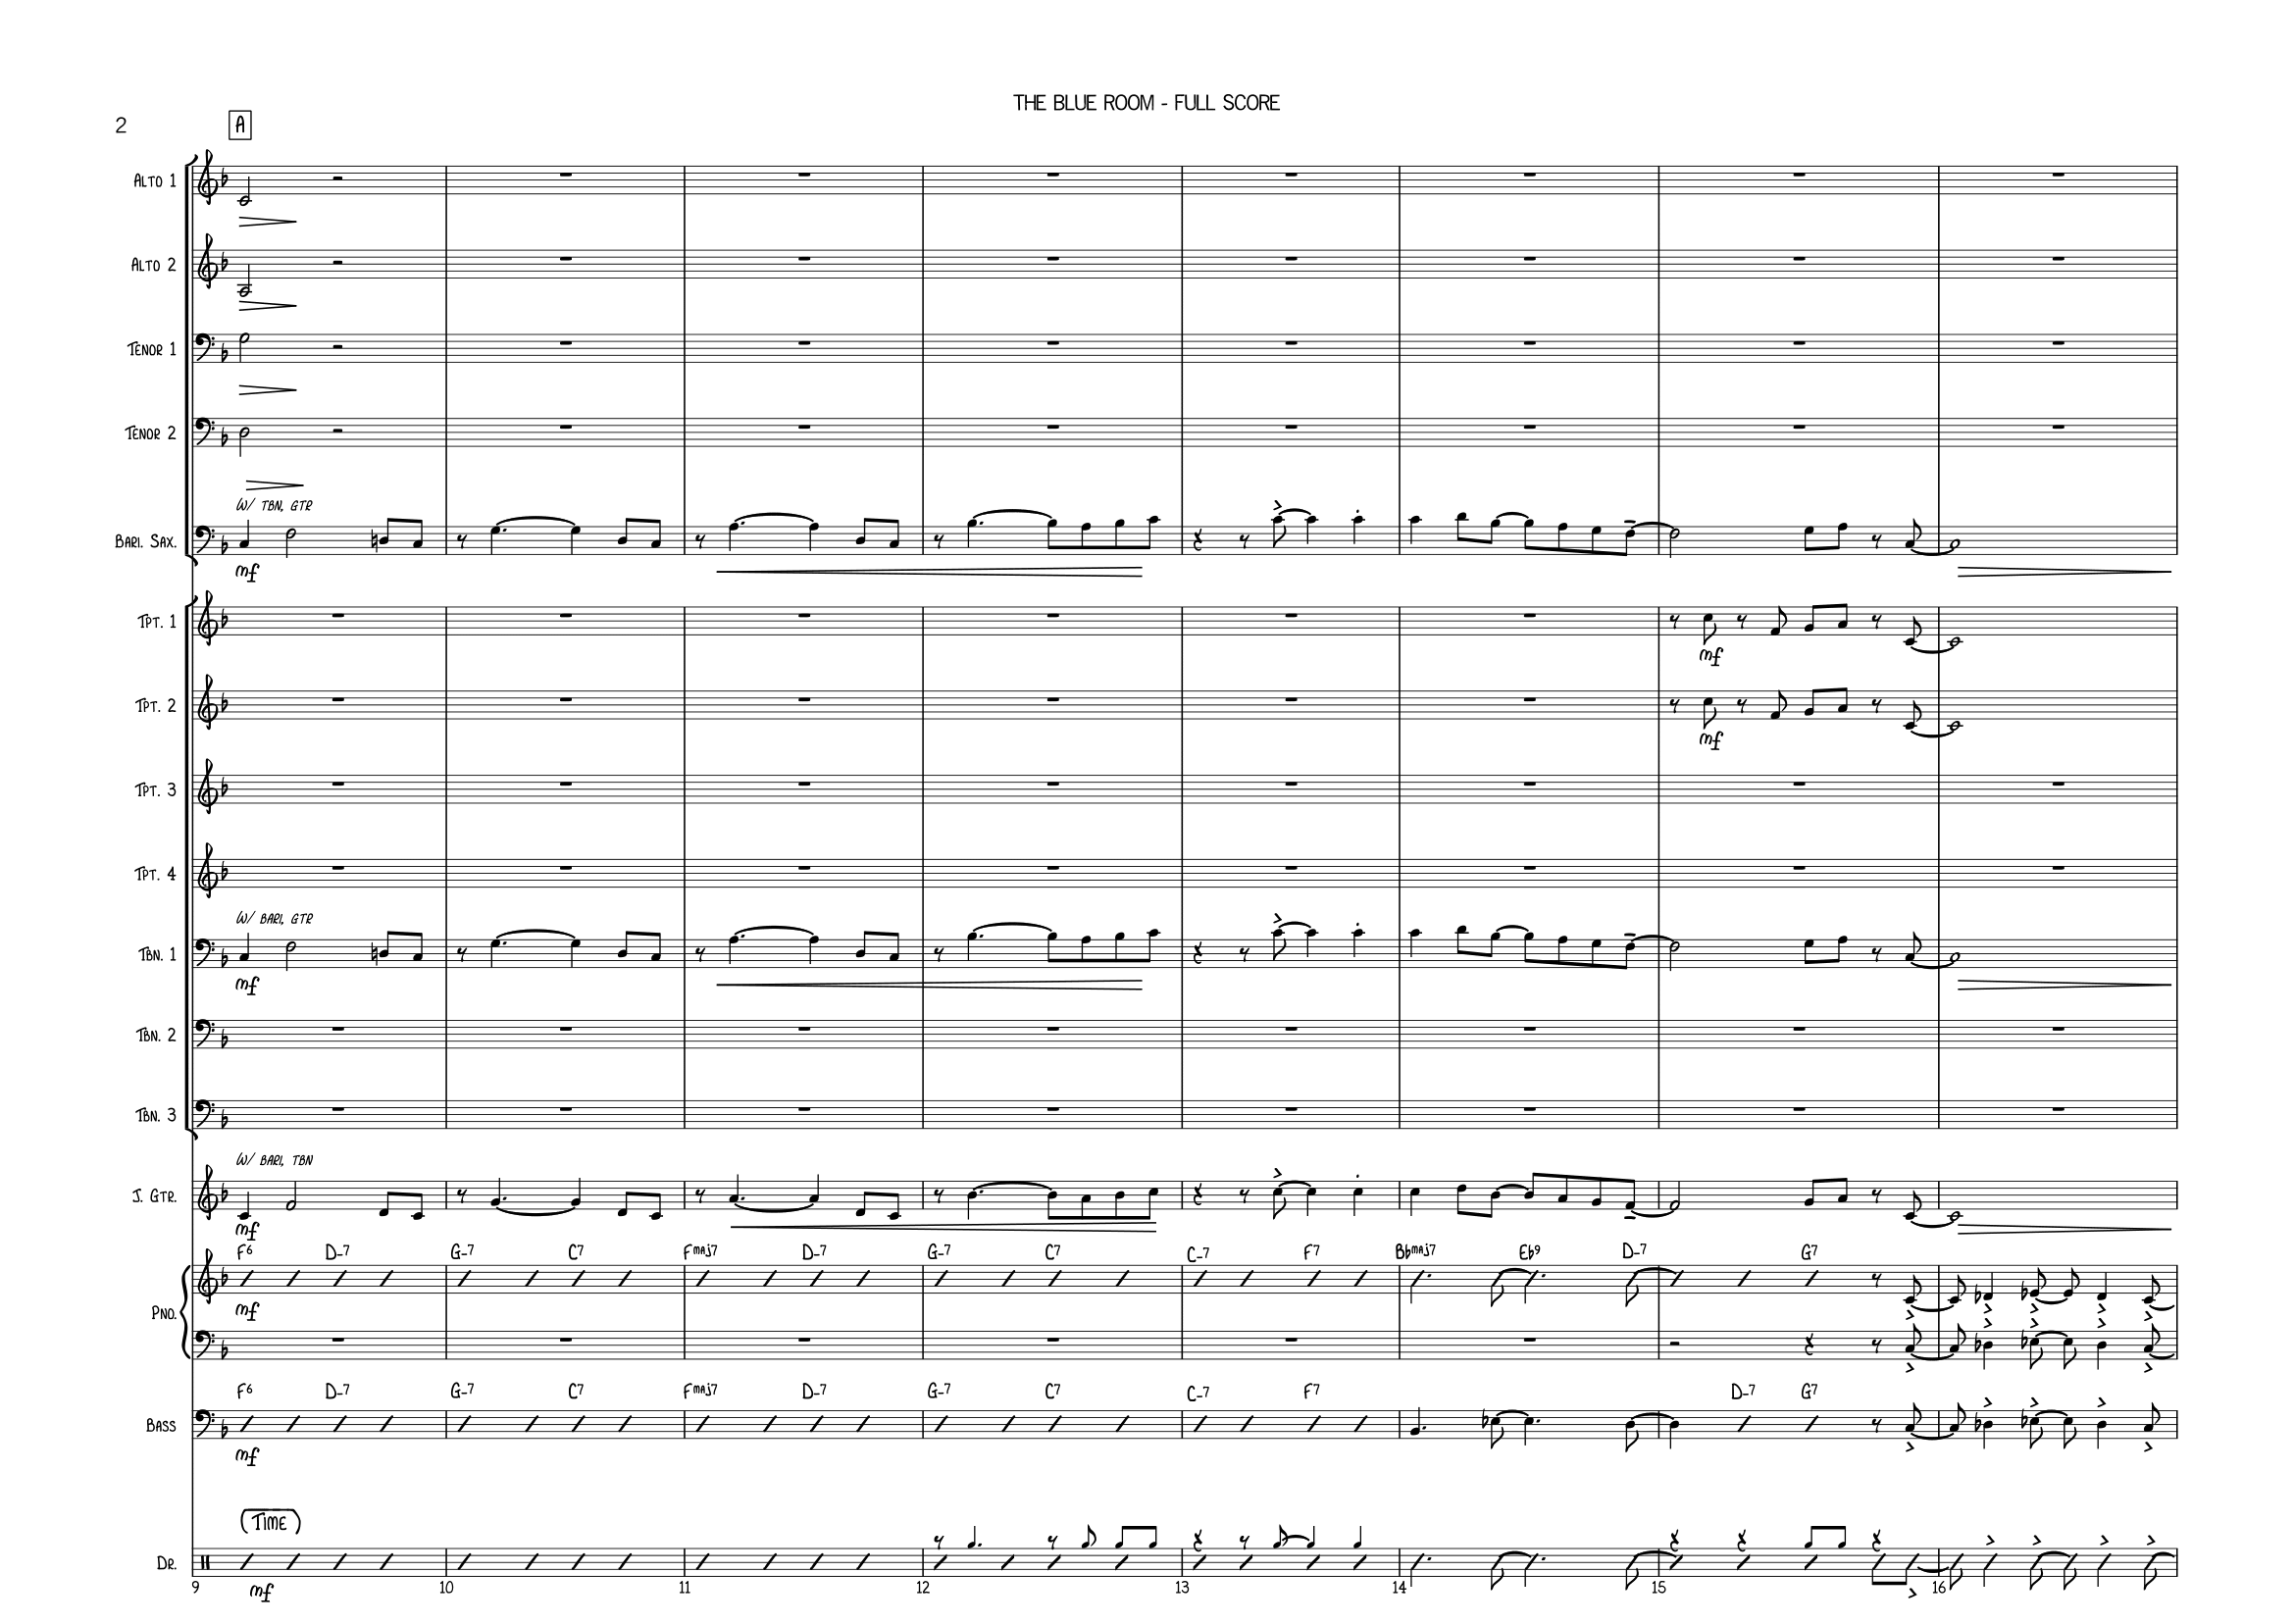 THE BLUE ROOM - FULL SCORE
2
A
ALTO 1
ALTO 2
TENOR 1
TENOR 2
W/ TBN, GTR
BARI. SAX.
mf
TPT. 1
mf
TPT. 2
mf
TPT. 3
TPT. 4
W/ BARI, GTR
TBN. 1
mf
TBN. 2
TBN. 3
W/ BARI, TBN
J. GTR.
mf
F6 D-7 G-7 C7 Fmaj7 D-7 G-7 C7 C-7 F7 Bbmaj7 Eb9 D-7 G7
PNO.
mf
F6 D-7 G-7 C7 Fmaj7 D-7 G-7 C7 C-7 F7 D-7 G7
BASS
mf
(TIME)
DR.
9 mf 10 11 12 13 14 15 16